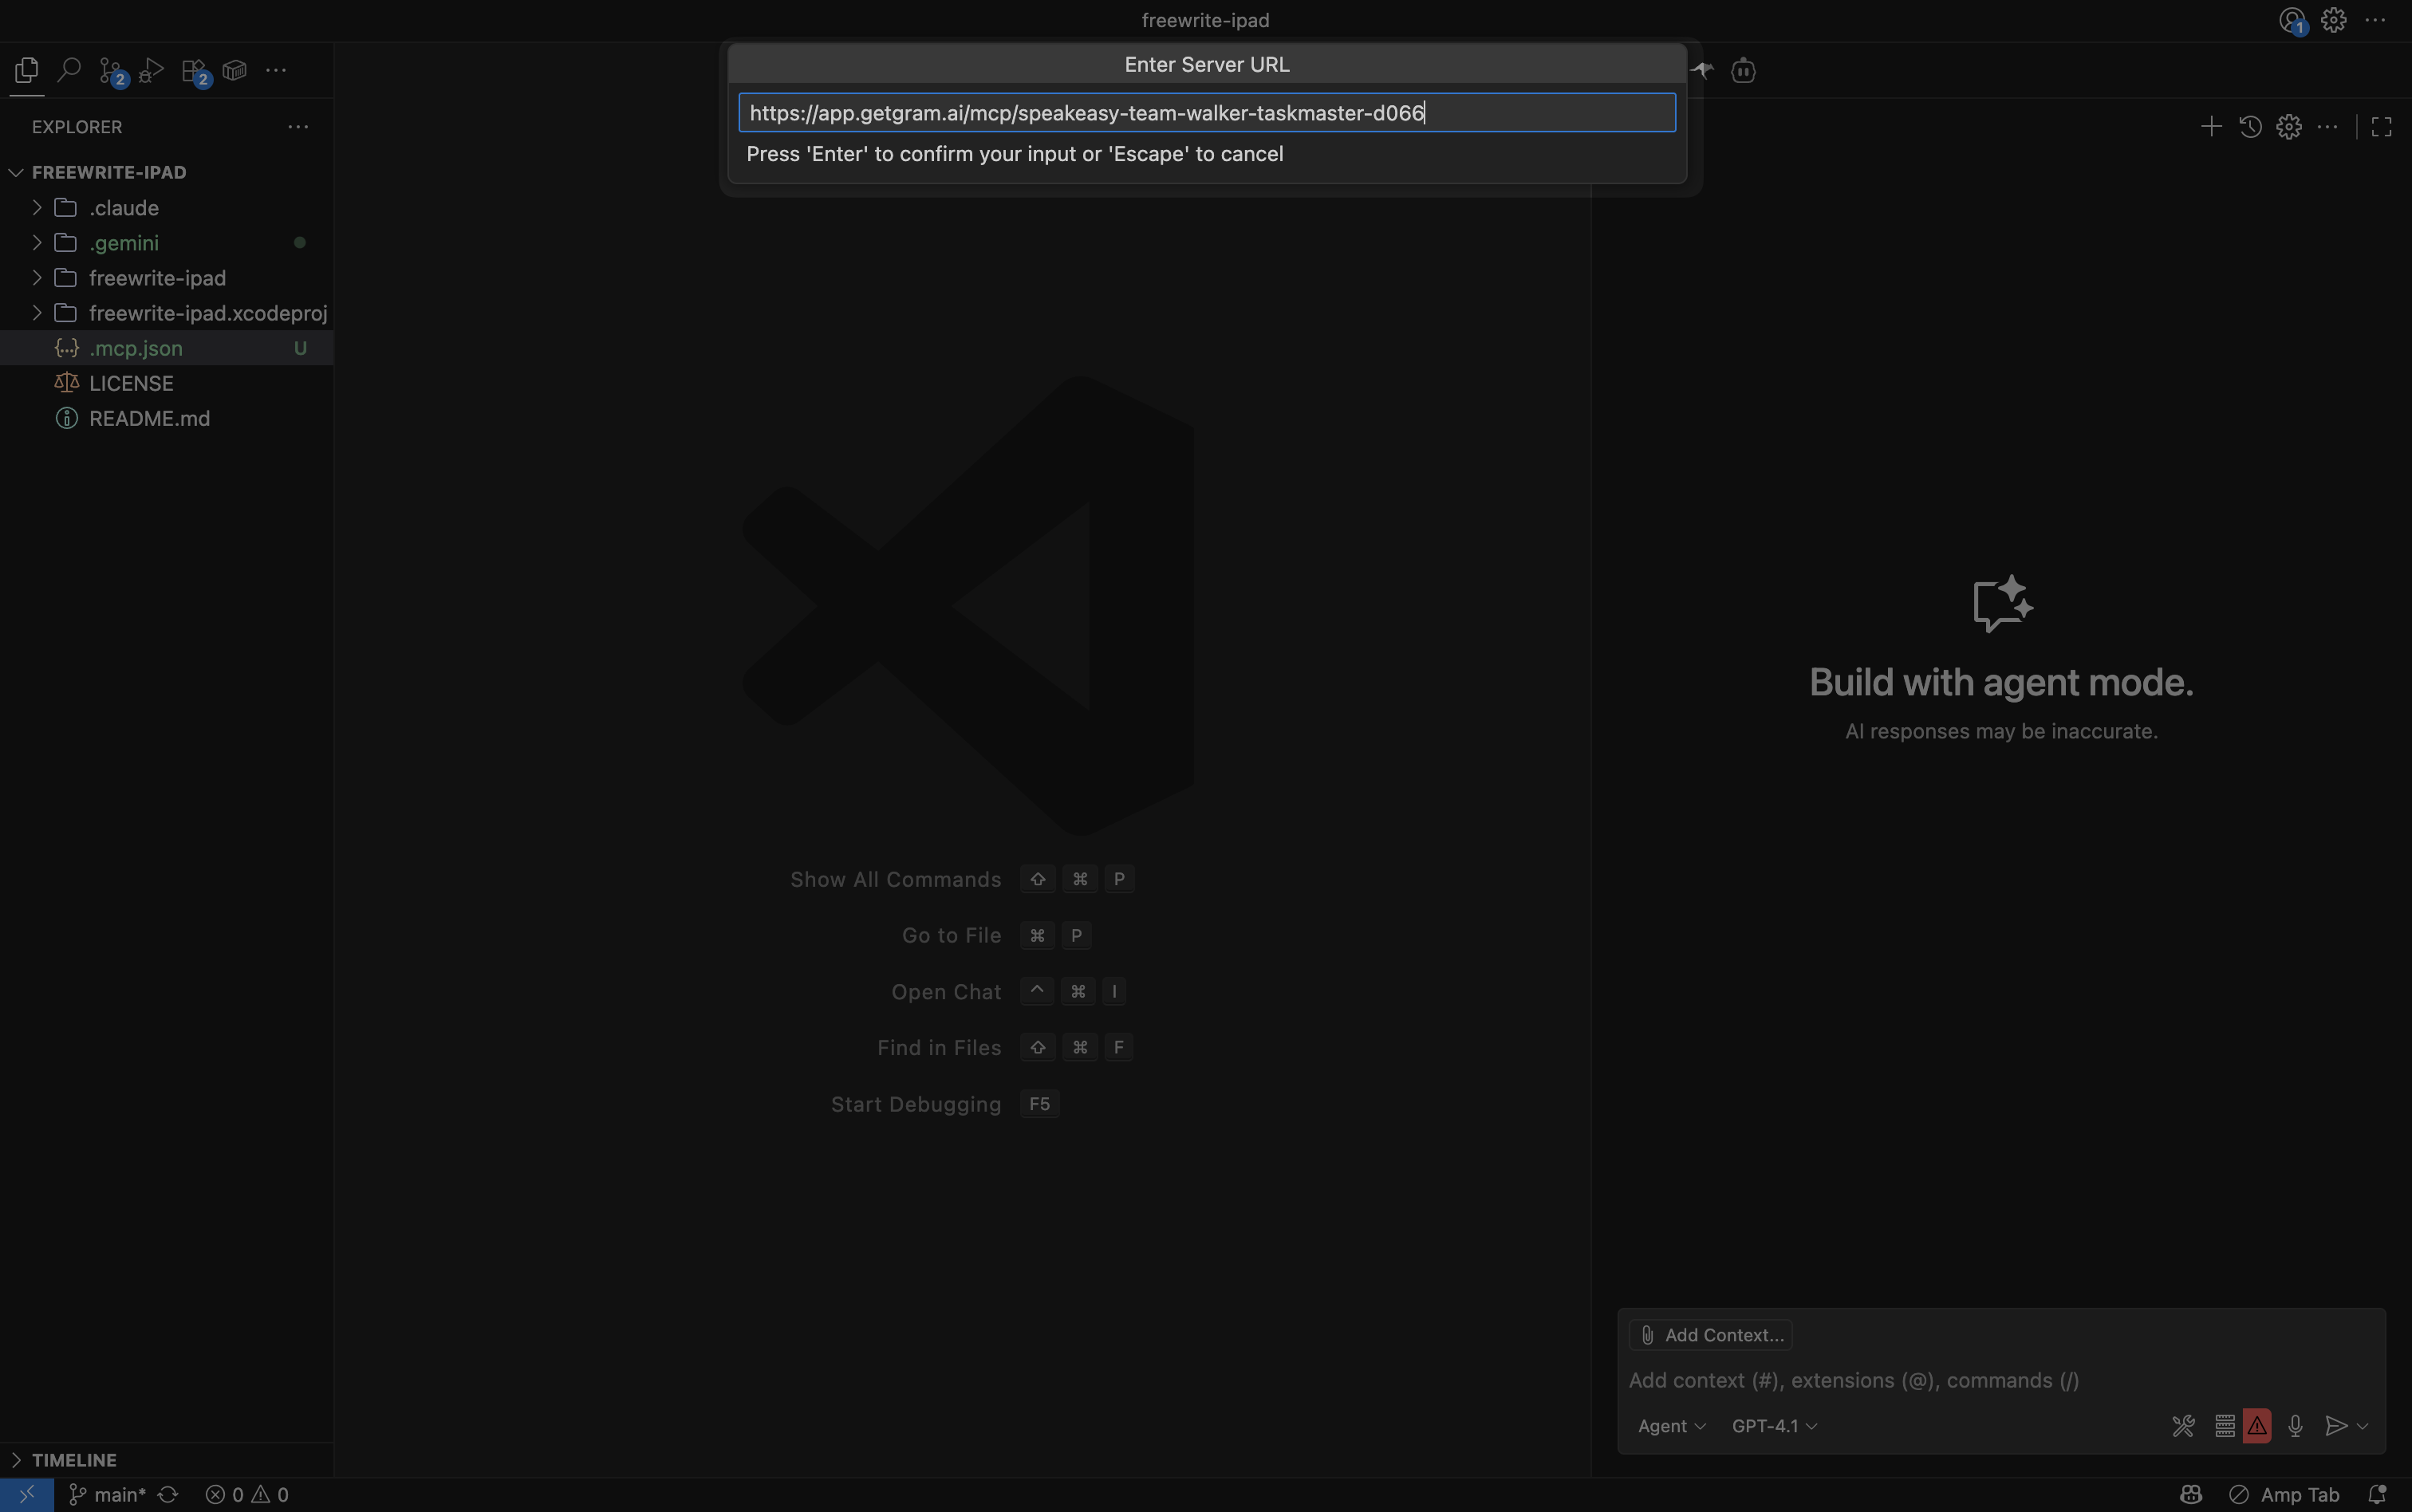 freewrite-ipad
1
Enter Server URL
https://app.getgram.ai/mcp/speakeasy-team-walker-taskmaster-d066
Press 'Enter' to confirm your input or 'Escape' to cancel
2
2
EXPLORER
FREEWRITE-IPAD
.claude
.gemini
freewrite-ipad
freewrite-ipad.xcodeproj
.mcp.json U
LICENSE
README.md
Show All Commands ⇧ ⌘ P
Go to File ⌘ P
Open Chat ^ ⌘ I
Find in Files ⇧ ⌘ F
Start Debugging F5
Build with agent mode.
AI responses may be inaccurate.
Add Context...
Add context (#), extensions (@), commands (/)
Agent GPT-4.1
TIMELINE
main* 0 0
Amp Tab